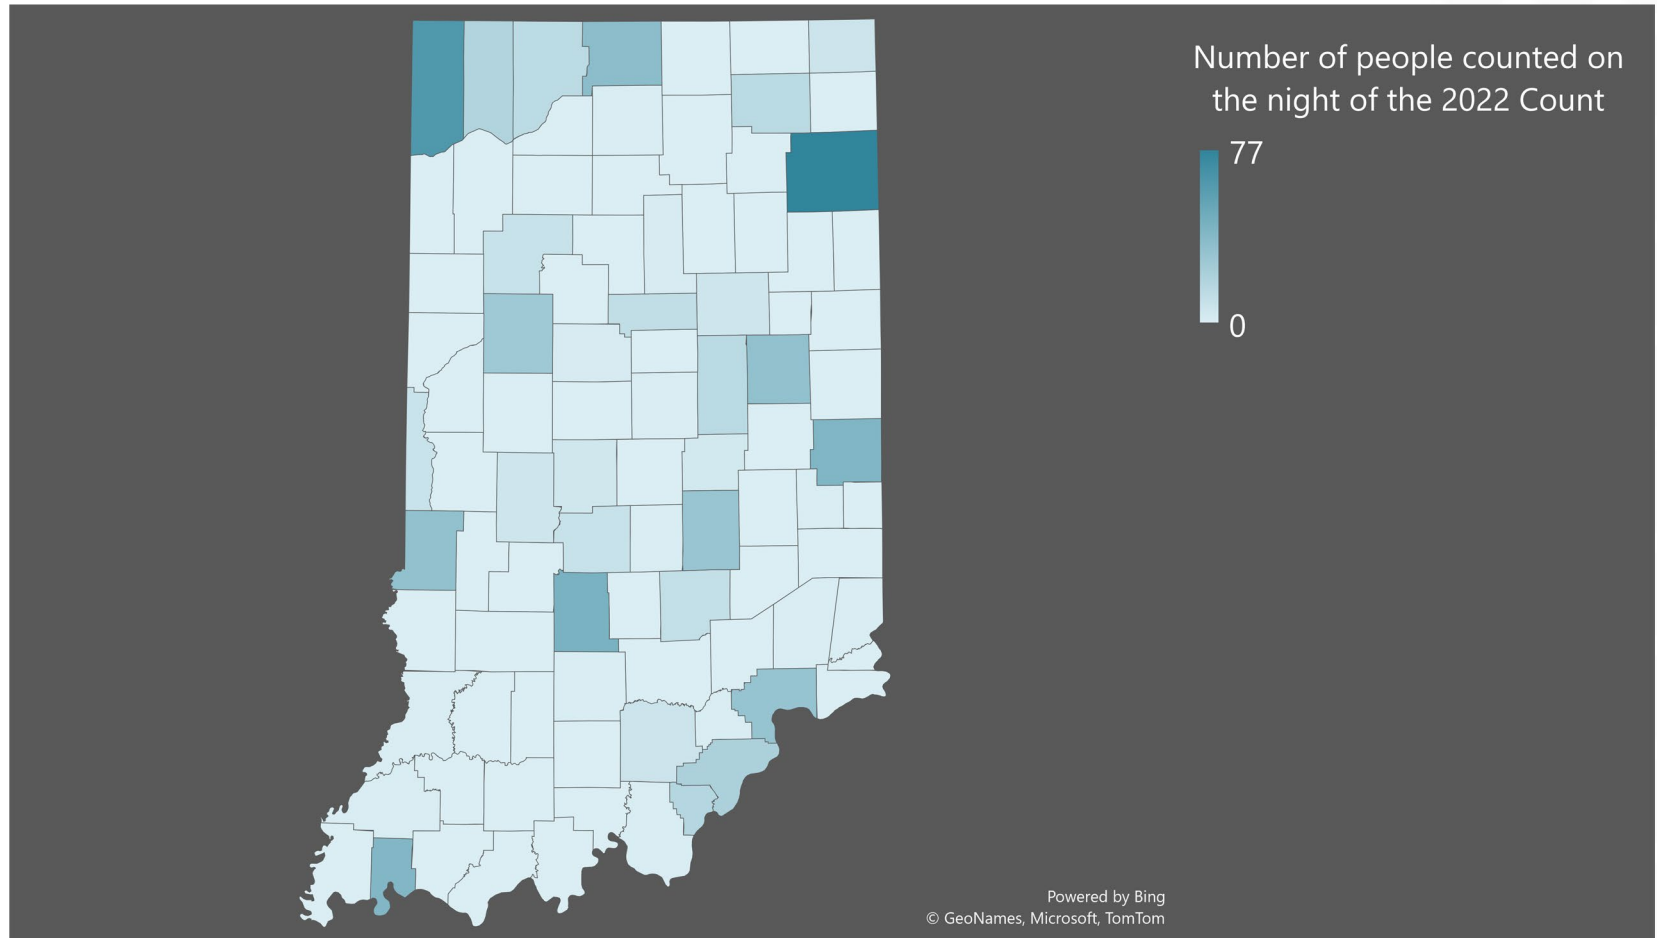 Number of people counted on
the night of the 2022 Count
77
0
Powered by Bing
© GeoNames, Microsoft, TomTom